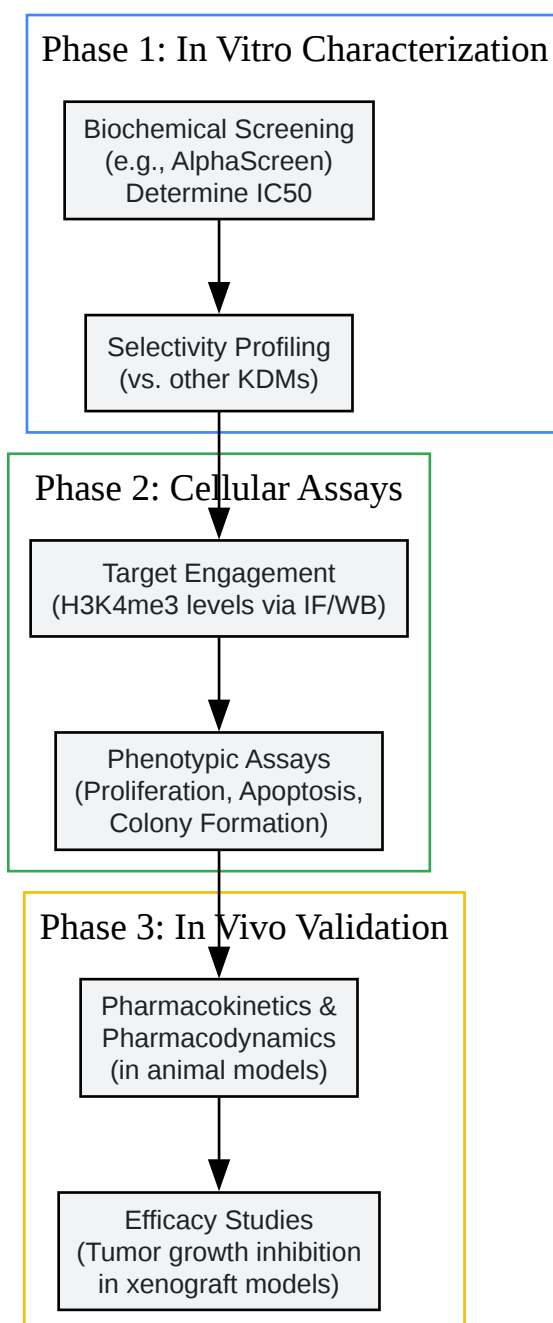 Phase 1: In Vitro Characterization
Biochemical Screening
(e.g., AlphaScreen)
Determine IC50
Selectivity Profiling
(vs. other KDMs)
Phase 2: Cellular Assays
Target Engagement
(H3K4me3 levels via IF/WB)
Phenotypic Assays
(Proliferation, Apoptosis,
Colony Formation)
Phase 3: In Vivo Validation
Pharmacokinetics &
Pharmacodynamics
(in animal models)
Efficacy Studies
(Tumor growth inhibition
in xenograft models)